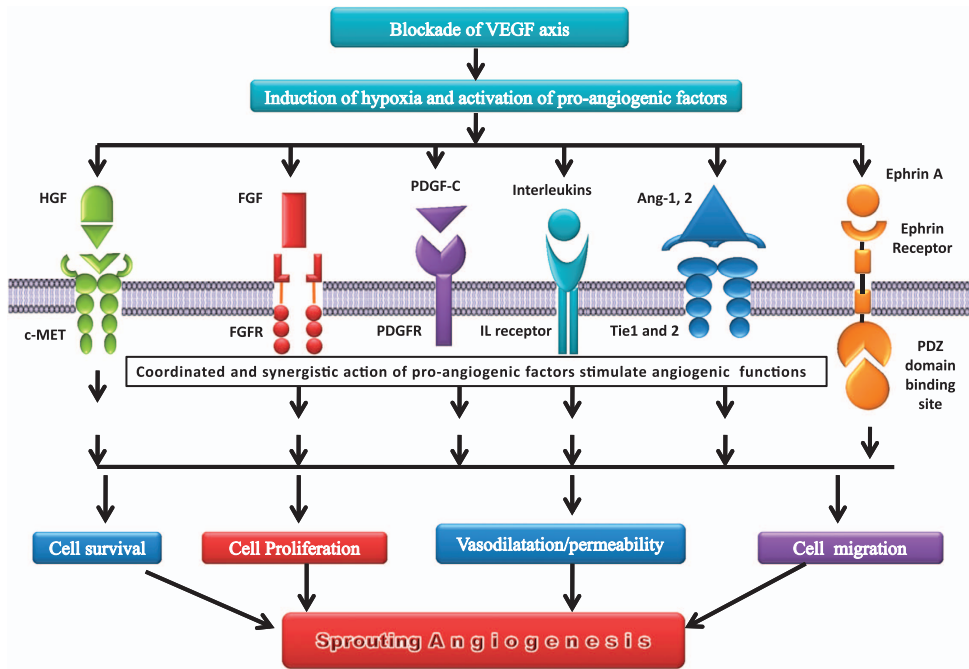 Blockade of VEGF axis
Induction of hypoxia and activation of pro-angiogenic factors
HGF
FGF
PDGF-C
Interleukins
Ang-1, 2
Ephrin A
Ephrin
Receptor
c-MET
FGFR
PDGFR
IL receptor
Tie1 and 2
PDZ
domain
binding
site
Coordinated and synergistic action of pro-angiogenic factors stimulate angiogenic functions
Cell survival
Cell Proliferation
Vasodilatation/permeability
Cell migration
Sprouting Angiogenesis